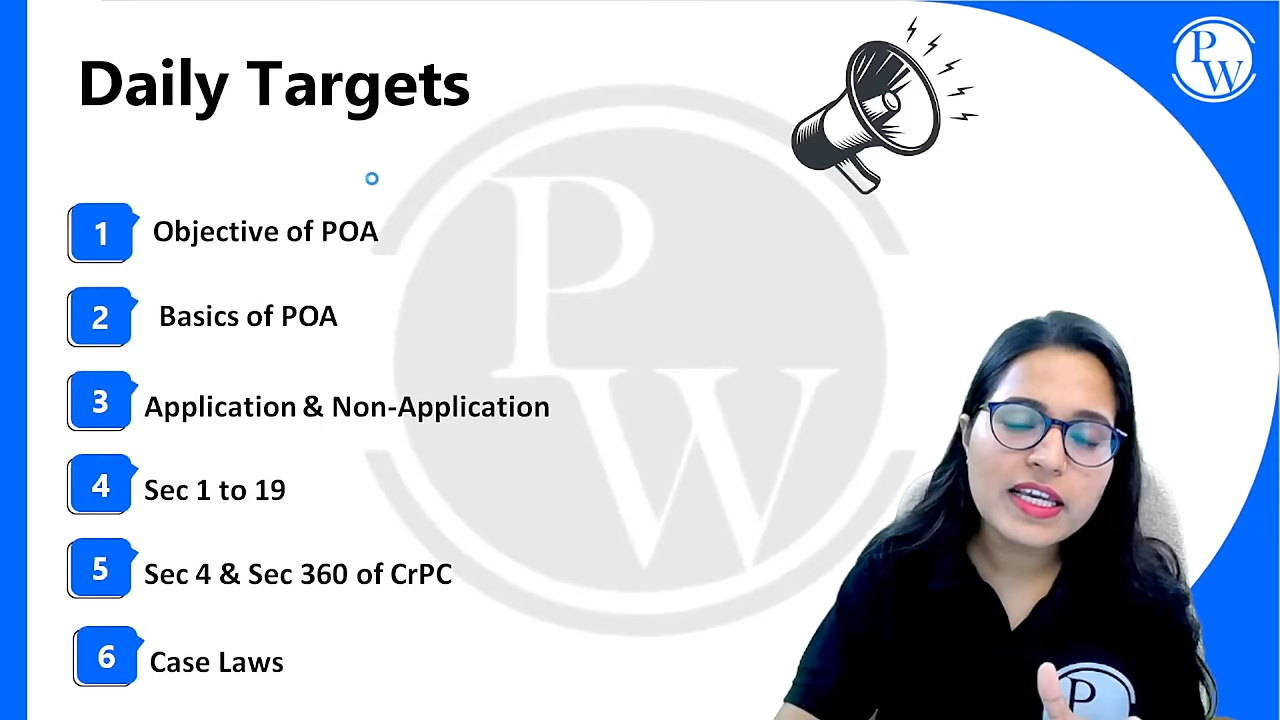 Daily Targets
PW
1 Objective of POA
2 Basics of POA
3 Application & Non-Application
4 Sec 1 to 19
5 Sec 4 & Sec 360 of CrPC
6 Case Laws
PW
P